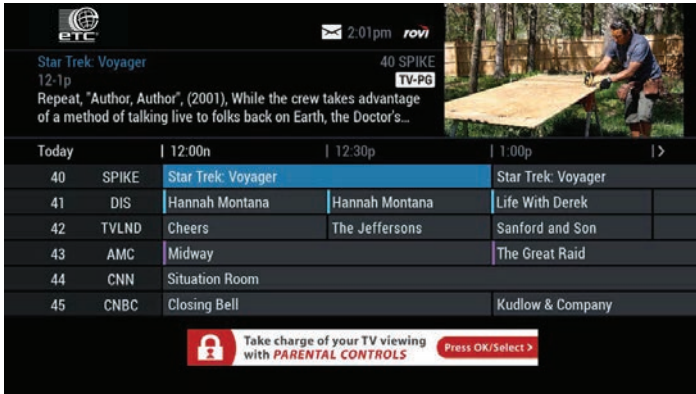 etc
2:01pm rovi
Star Trek: Voyager 40 SPIKE
12-1p TV-PG
Repeat, "Author, Author", (2001), While the crew takes advantage
of a method of talking live to folks back on Earth, the Doctor's...
Today | 12:00n | 12:30p | 1:00p | >
40 SPIKE Star Trek: Voyager Star Trek: Voyager
41 DIS Hannah Montana Hannah Montana Life With Derek
42 TVLND Cheers The Jeffersons Sanford and Son
43 AMC Midway The Great Raid
44 CNN Situation Room
45 CNBC Closing Bell Kudlow & Company
Take charge of your TV viewing
with PARENTAL CONTROLS Press OK/Select >